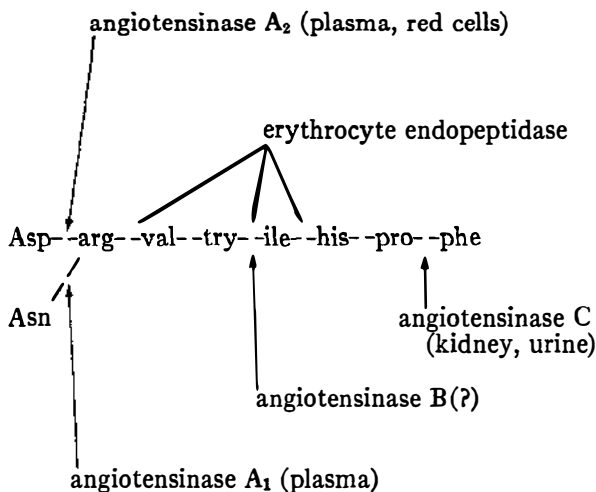 angiotensinase A₂ (plasma, red cells)
erythrocyte endopeptidase
Asp--arg--val--try--ile--his--pro--phe
Asn
angiotensinase C
(kidney, urine)
angiotensinase B(?)
angiotensinase A₁ (plasma)